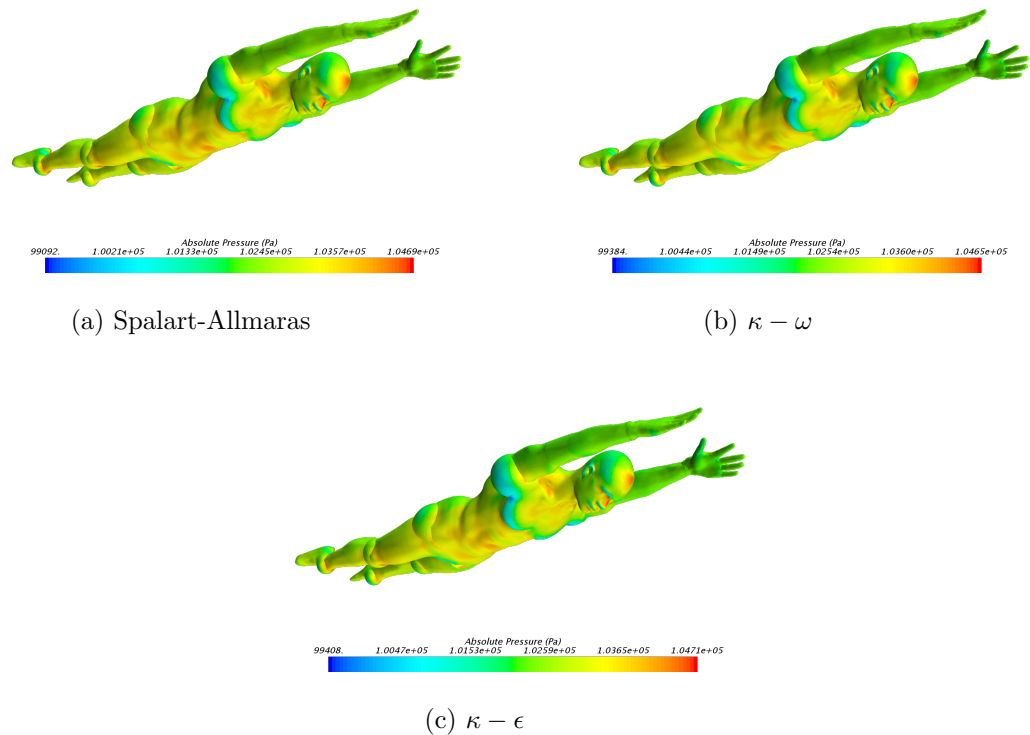 Absolute Pressure (Pa)
99092. 1.0021e+05 1.0133e+05 1.0245e+05 1.0357e+05 1.0469e+05
(a) Spalart-Allmaras
Absolute Pressure (Pa)
99384. 1.0044e+05 1.0149e+05 1.0254e+05 1.0360e+05 1.0465e+05
(b) κ − ω
Absolute Pressure (Pa)
99408. 1.0047e+05 1.0153e+05 1.0259e+05 1.0365e+05 1.0471e+05
(c) κ − ϵ